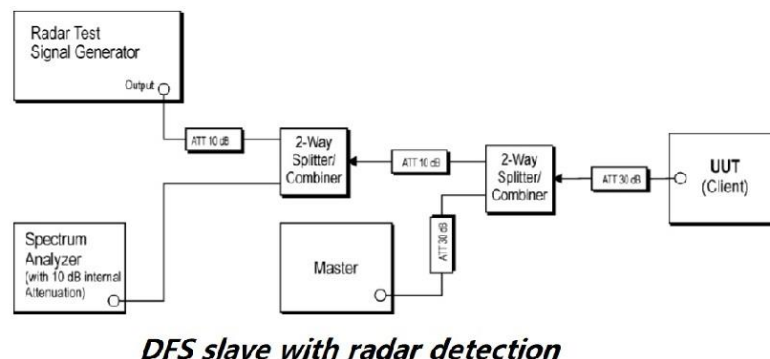 Radar Test
Signal Generator
Output
ATT 10 dB
2-Way
Splitter/
Combiner
ATT 10 dB
2-Way
Splitter/
Combiner
ATT 30 dB
UUT
(Client)
Spectrum
Analyzer
(with 10 dB internal
Attenuation)
Master
ATT 30 dB
DFS slave with radar detection